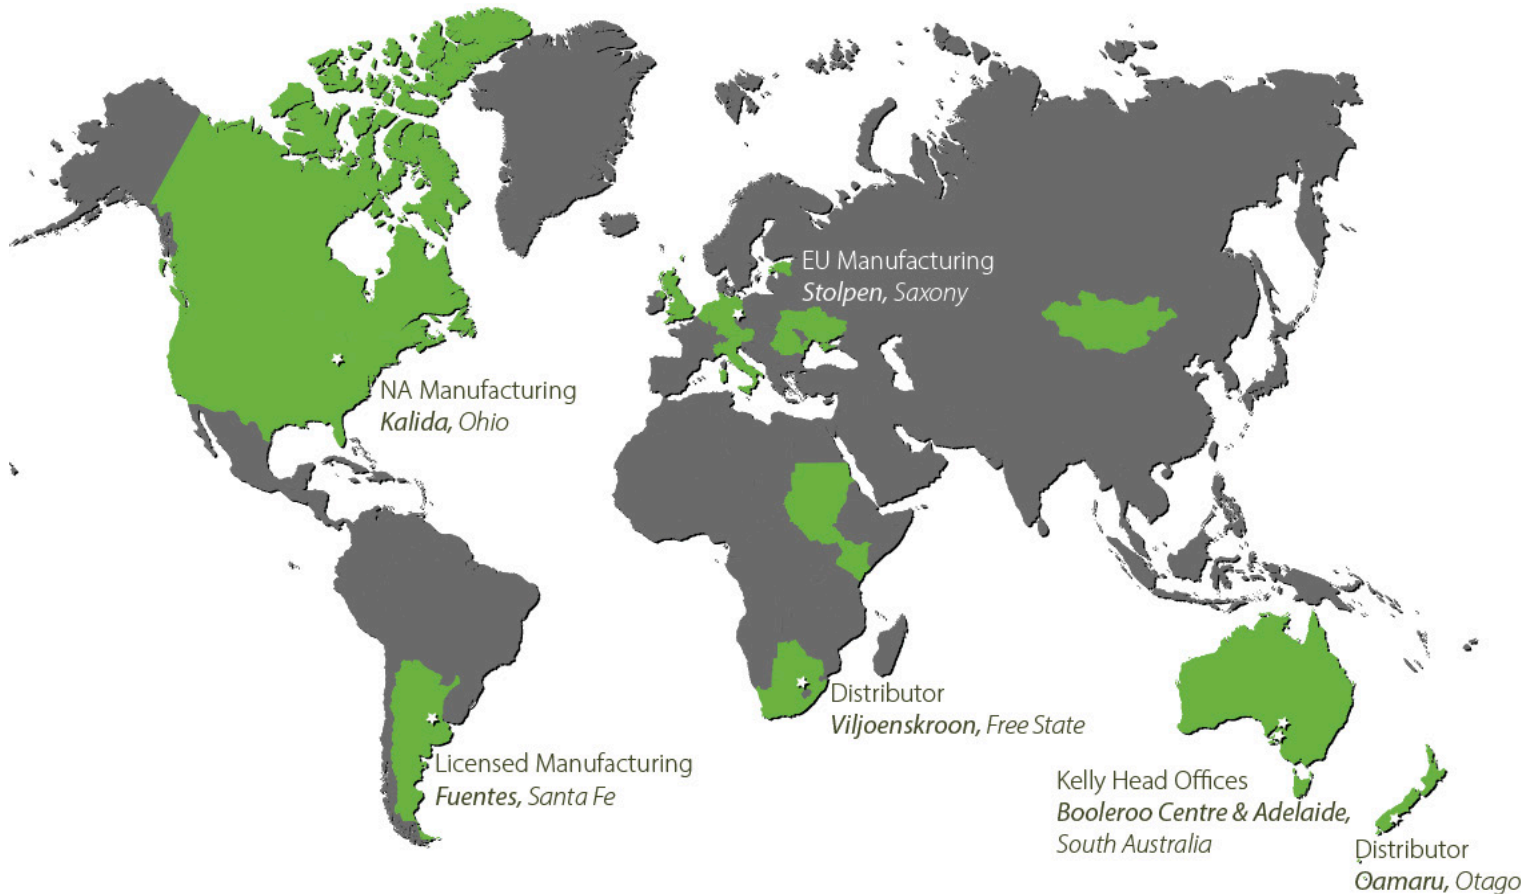 EU Manufacturing
Stolpen, Saxony
NA Manufacturing
Kalida, Ohio
Distributor
Viljoenskroon, Free State
Licensed Manufacturing
Fuentes, Santa Fe
Kelly Head Offices
Booleroo Centre & Adelaide,
South Australia
Distributor
Oamaru, Otago